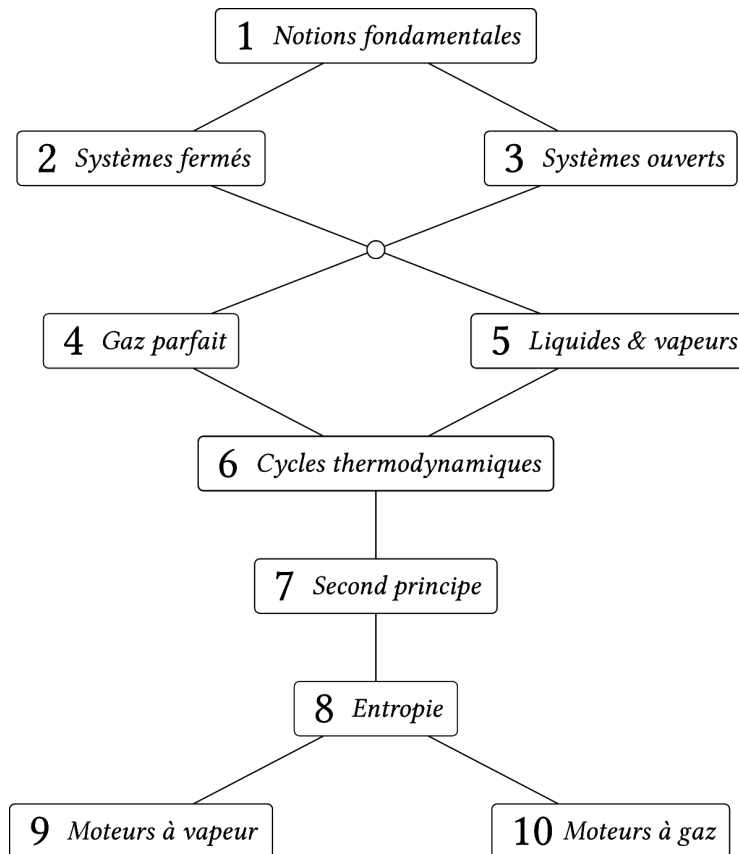 1 Notions fondamentales
2 Systèmes fermés
3 Systèmes ouverts
4 Gaz parfait
5 Liquides & vapeurs
6 Cycles thermodynamiques
7 Second principe
8 Entropie
9 Moteurs à vapeur
10 Moteurs à gaz